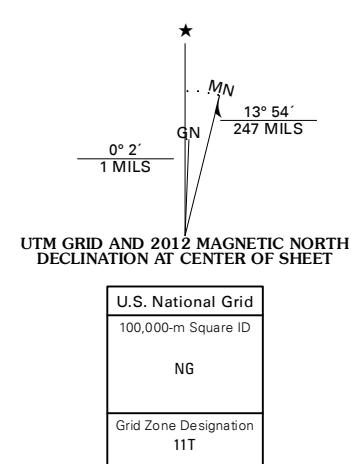 ★
MN
GN
13° 54´
247 MILS
0° 2´
1 MILS
UTM GRID AND 2012 MAGNETIC NORTH
DECLINATION AT CENTER OF SHEET
U.S. National Grid
100,000-m Square ID
NG
Grid Zone Designation
11T